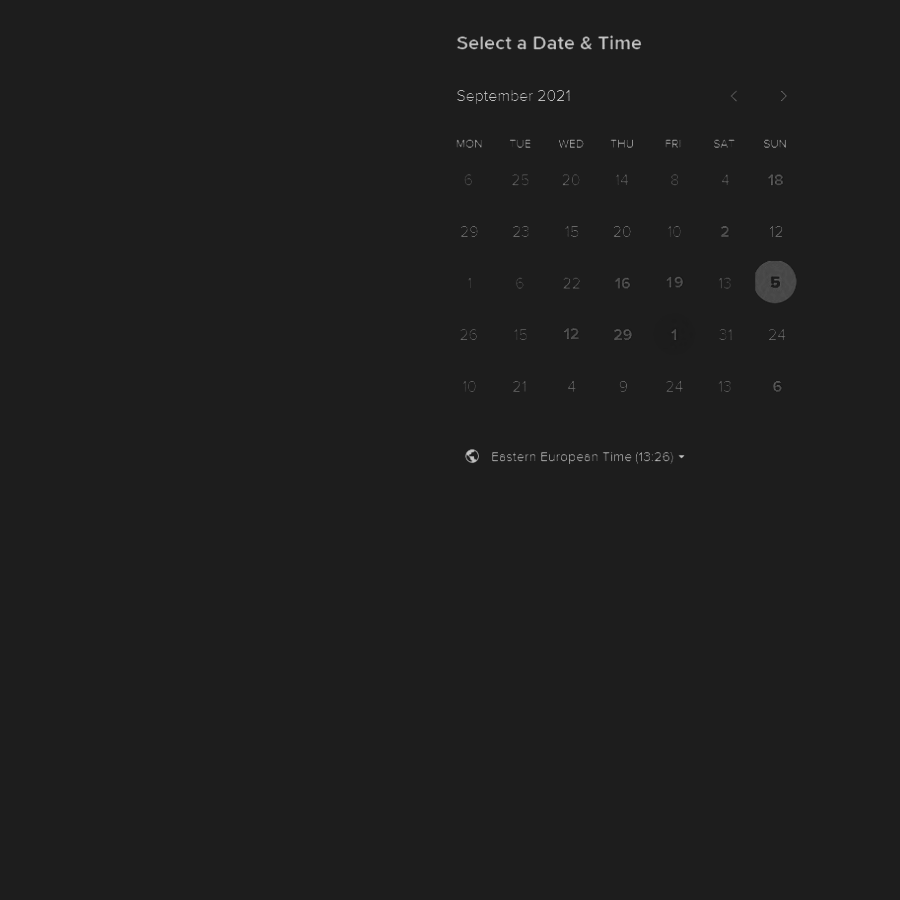 Select a Date & Time
September 2021
MON TUE WED THU FRI SAT SUN
6 25 20 14 8 4 18
29 23 15 20 10 2 12
1 6 22 16 19 13 5
26 15 12 29 1 31 24
10 21 4 9 24 13 6
Eastern European Time (13:26)